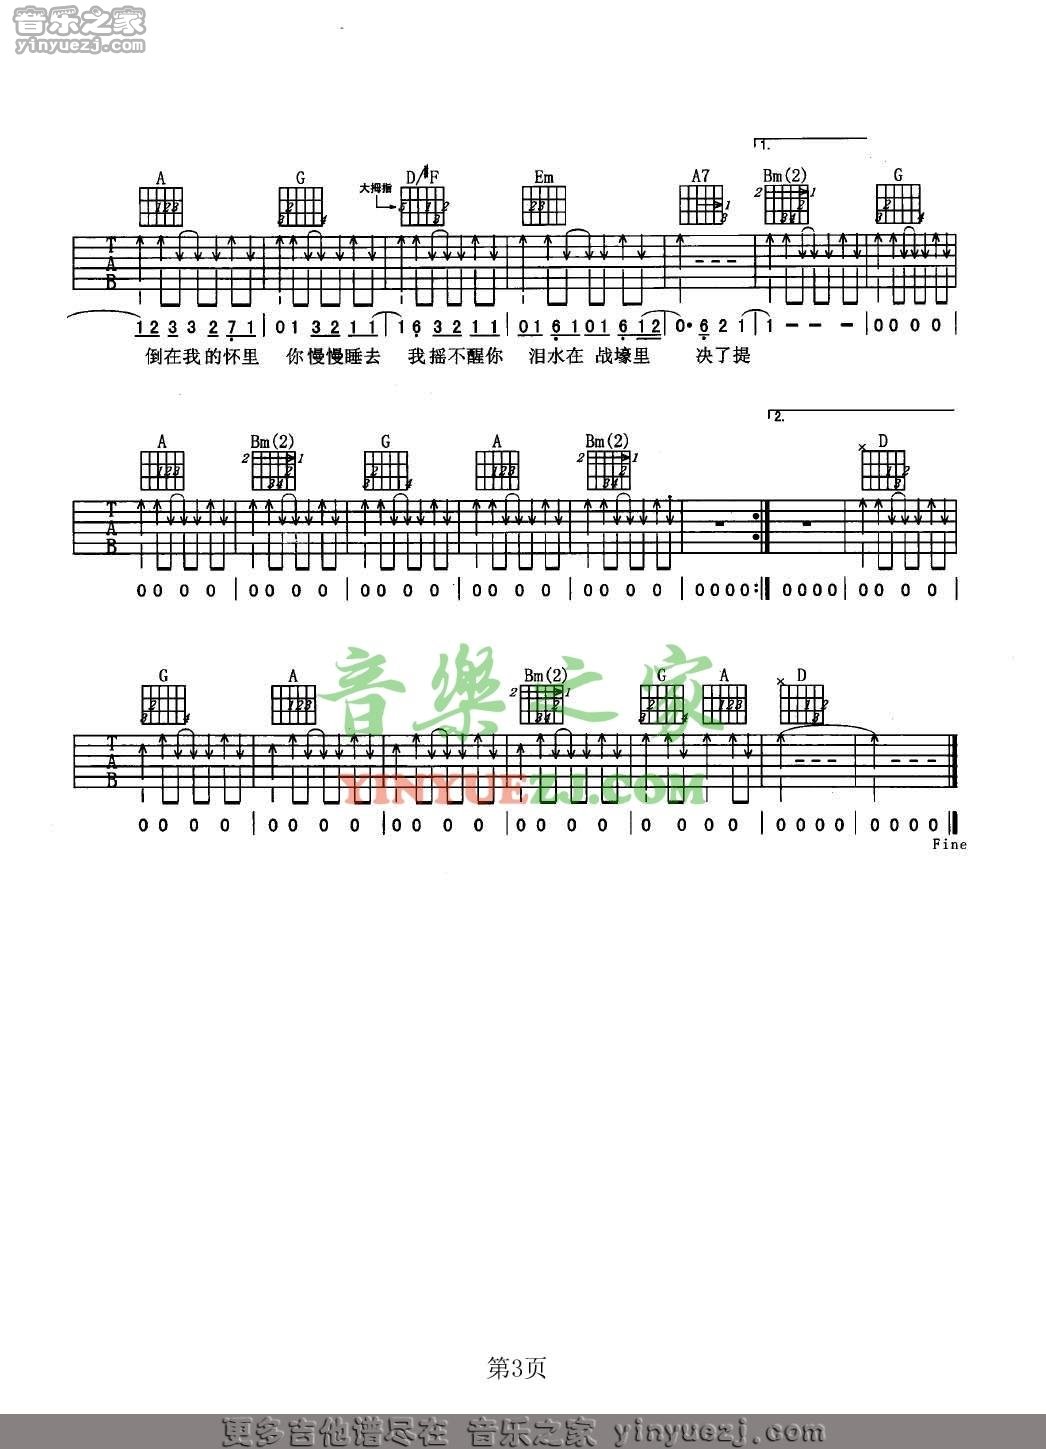 音乐之家
yinyuezj.com
1.
A G 大拇指 D/#F Em A7 Bm(2) G
T
A
B
1 2 3 3 2 7 1 | 0 1 3 2 1 1 | 1 6 3 2 1 1 | 0 1 6 1 0 1 6 1 2 | 0 · 6 2 1 | 1 - - - | 0 0 0 0
倒在我的怀里 你慢慢睡去 我摇不醒你 泪水在 战壕里 决了提
2.
A Bm(2) G A Bm(2) D
T
A
B
0 0 0 0 | 0 0 0 0 | 0 0 0 0 | 0 0 0 0 | 0 0 0 0 | 0 0 0 0 :‖ 0 0 0 0 | 0 0 0 0 |
音樂之家
G A Bm(2) G A D
T
A
B
YINYUEZJ.COM
0 0 0 0 | 0 0 0 0 | 0 0 0 0 | 0 0 0 0 | 0 0 0 0 | 0 0 0 0 | 0 0 0 0 ‖
Fine
第3页
更多吉他谱尽在 音乐之家 yinyuezj.com